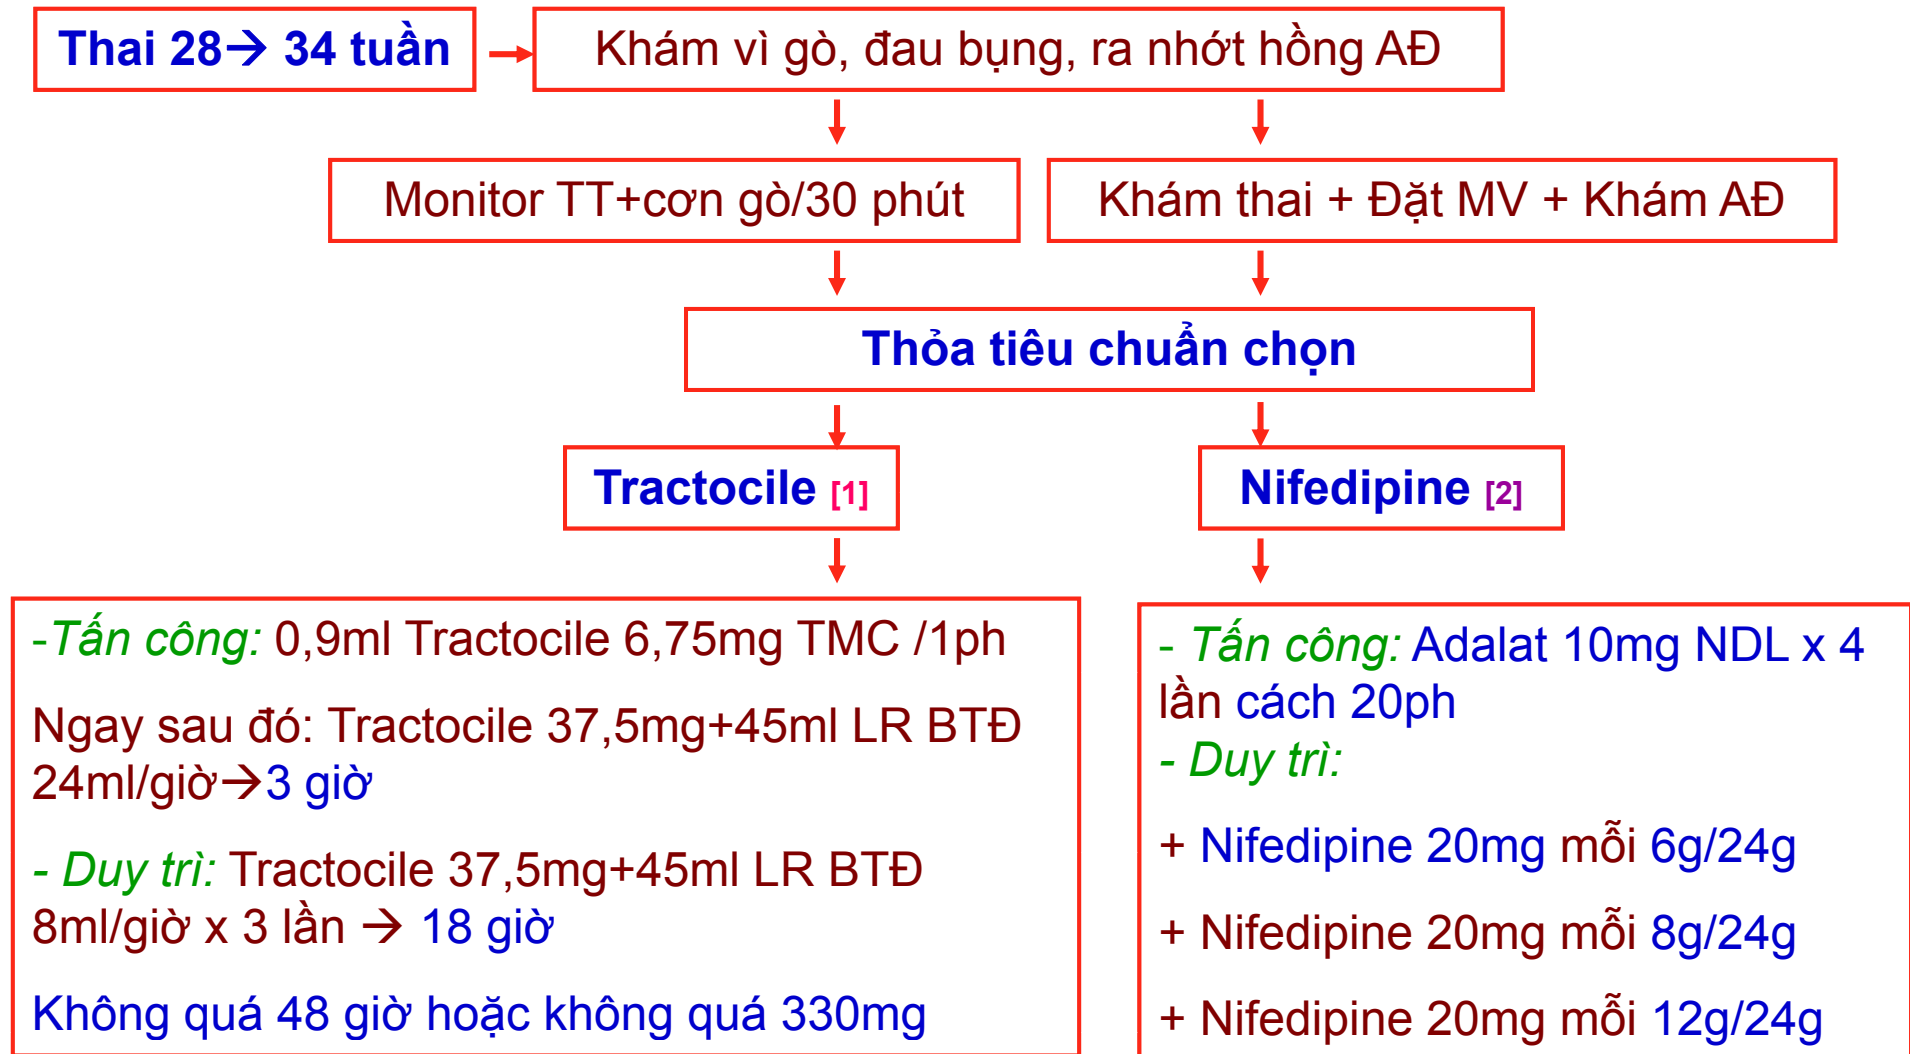 Thai 28→ 34 tuần
Khám vì gò, đau bụng, ra nhớt hồng AĐ
Monitor TT+cơn gò/30 phút
Khám thai + Đặt MV + Khám AĐ
Thỏa tiêu chuẩn chọn
Tractocile [1]
Nifedipine [2]
-Tấn công: 0,9ml Tractocile 6,75mg TMC /1ph
Ngay sau đó: Tractocile 37,5mg+45ml LR BTĐ
24ml/giờ→3 giờ
- Duy trì: Tractocile 37,5mg+45ml LR BTĐ
8ml/giờ x 3 lần → 18 giờ
Không quá 48 giờ hoặc không quá 330mg
- Tấn công: Adalat 10mg NDL x 4
lần cách 20ph
- Duy trì:
+ Nifedipine 20mg mỗi 6g/24g
+ Nifedipine 20mg mỗi 8g/24g
+ Nifedipine 20mg mỗi 12g/24g